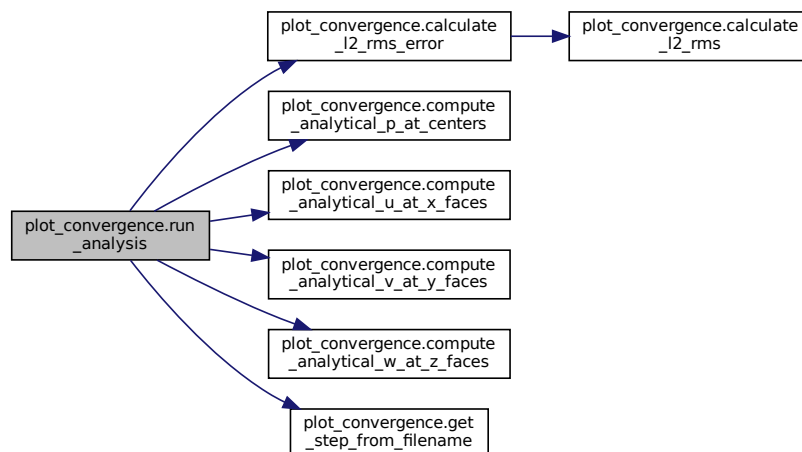 plot_convergence.calculate
_l2_rms_error
plot_convergence.calculate
_l2_rms
plot_convergence.compute
_analytical_p_at_centers
plot_convergence.compute
_analytical_u_at_x_faces
plot_convergence.run
_analysis
plot_convergence.compute
_analytical_v_at_y_faces
plot_convergence.compute
_analytical_w_at_z_faces
plot_convergence.get
_step_from_filename